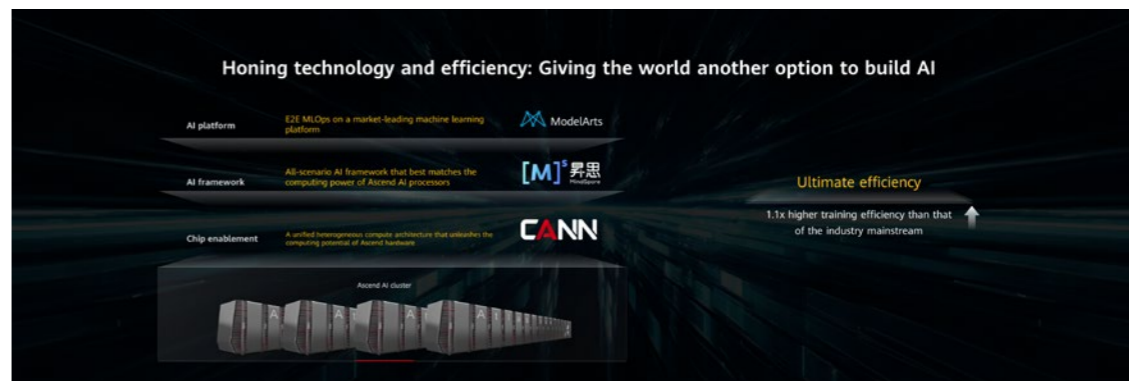 Honing technology and efficiency: Giving the world another option to build AI
AI platform
E2E MLOps on a market-leading machine learning
platform
ModelArts
AI framework
All-scenario AI framework that best matches the
computing power of Ascend AI processors
[M]s 昇思
MindSpore
Chip enablement
A unified heterogeneous compute architecture that unleashes the
computing potential of Ascend hardware
CANN
Ascend AI cluster
Ultimate efficiency
1.1x higher training efficiency than that
of the industry mainstream